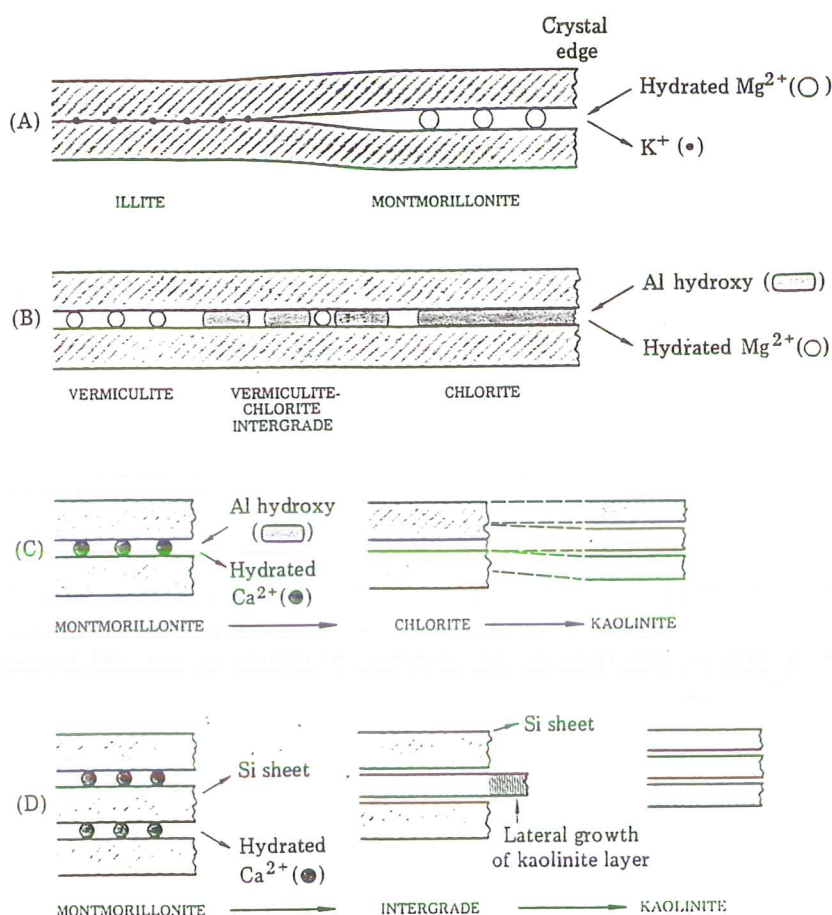 Crystal
edge
(A)
Hydrated Mg²⁺(○)
K⁺ (•)
ILLITE MONTMORILLONITE
(B)
Al hydroxy (▭)
Hydrated Mg²⁺(○)
VERMICULITE VERMICULITE- CHLORITE
CHLORITE
INTERGRADE
(C)
Al hydroxy
(▭)
Hydrated
Ca²⁺(●)
MONTMORILLONITE → CHLORITE → KAOLINITE
(D)
Si sheet
Hydrated
Ca²⁺(●)
Si sheet
Lateral growth
of kaolinite layer
MONTMORILLONITE → INTERGRADE → KAOLINITE